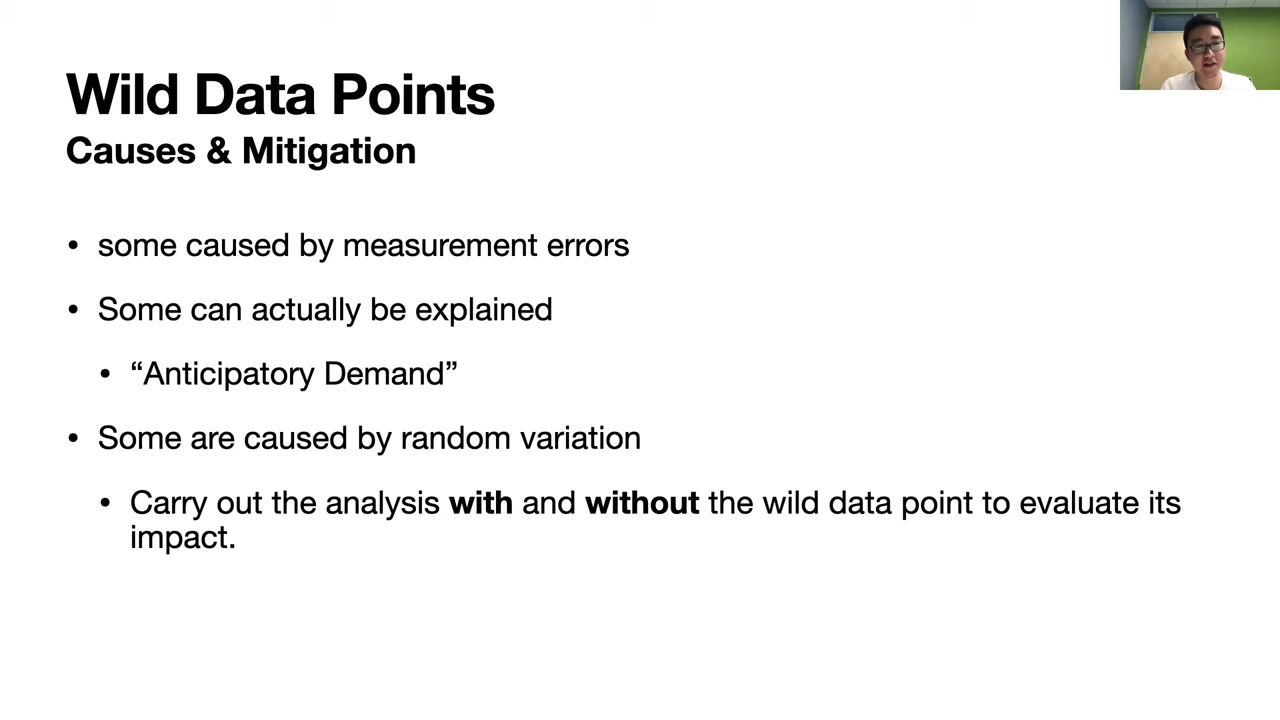 Wild Data Points
Causes & Mitigation
• some caused by measurement errors
• Some can actually be explained
• “Anticipatory Demand”
• Some are caused by random variation
• Carry out the analysis with and without the wild data point to evaluate its
impact.